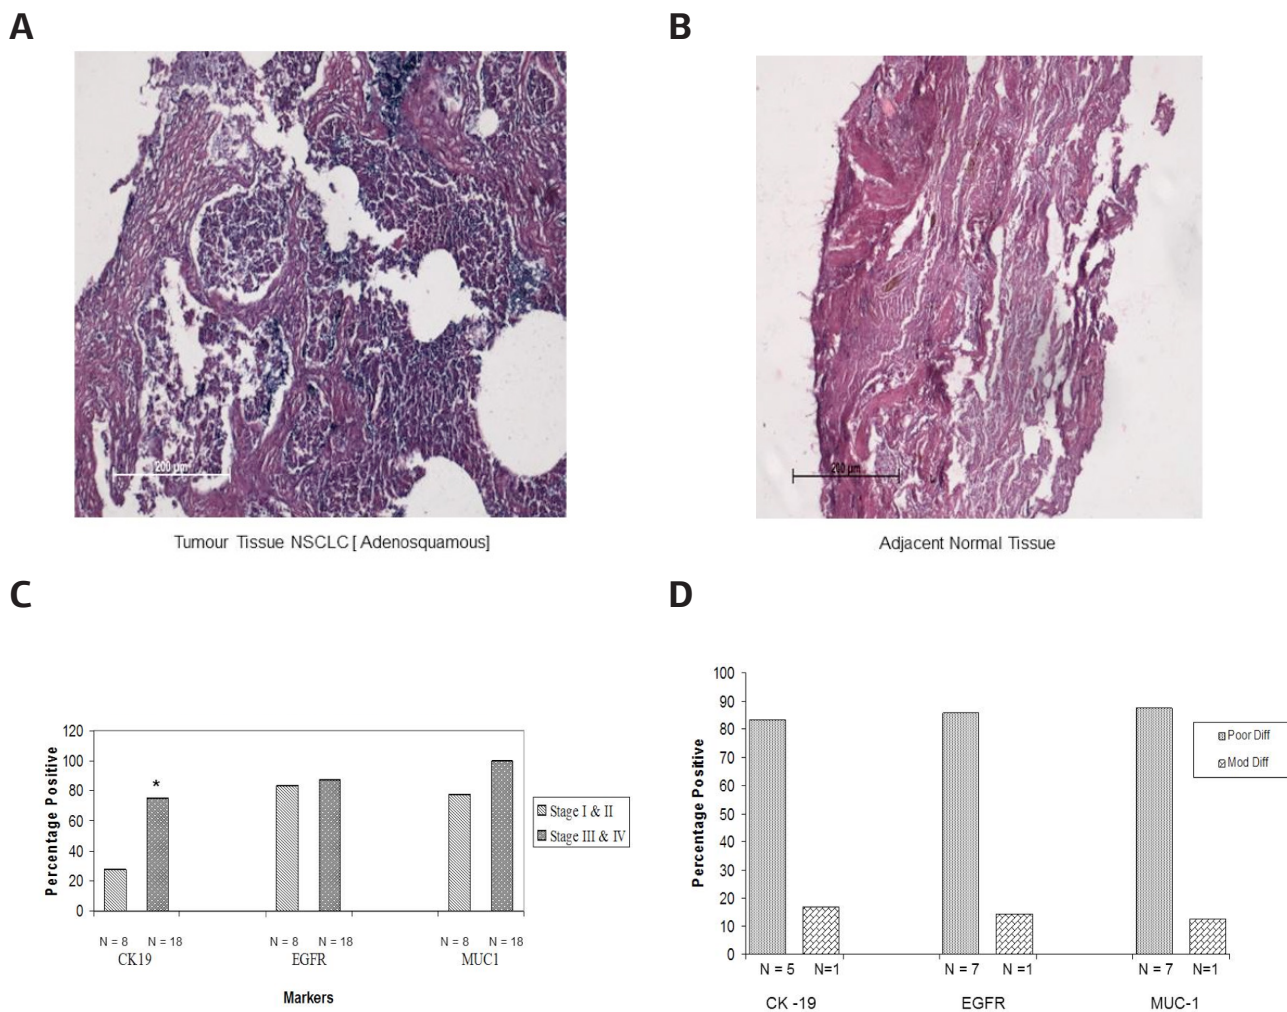 A
B
200 µm
200 µm
Tumour Tissue NSCLC [ Adenosquamous]
Adjacent Normal Tissue
C
D
120
100
80
60
40
20
0
Percentage Positive
*
Stage I & II
Stage III & IV
N = 8 N = 18 N = 8 N = 18 N = 8 N = 18
CK19 EGFR MUC1
Markers
100
90
80
70
60
50
40
30
20
10
0
Percentage Positive
Poor Diff
Mod Diff
N = 5 N=1 N = 7 N =1 N = 7 N=1
CK -19 EGFR MUC-1